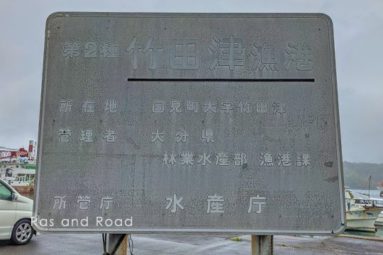 第2種 竹田津漁港
所在地 国見町大字竹田津
管理者 大分県
林業水産部 漁港課
所管庁 水産庁
Ras and Road